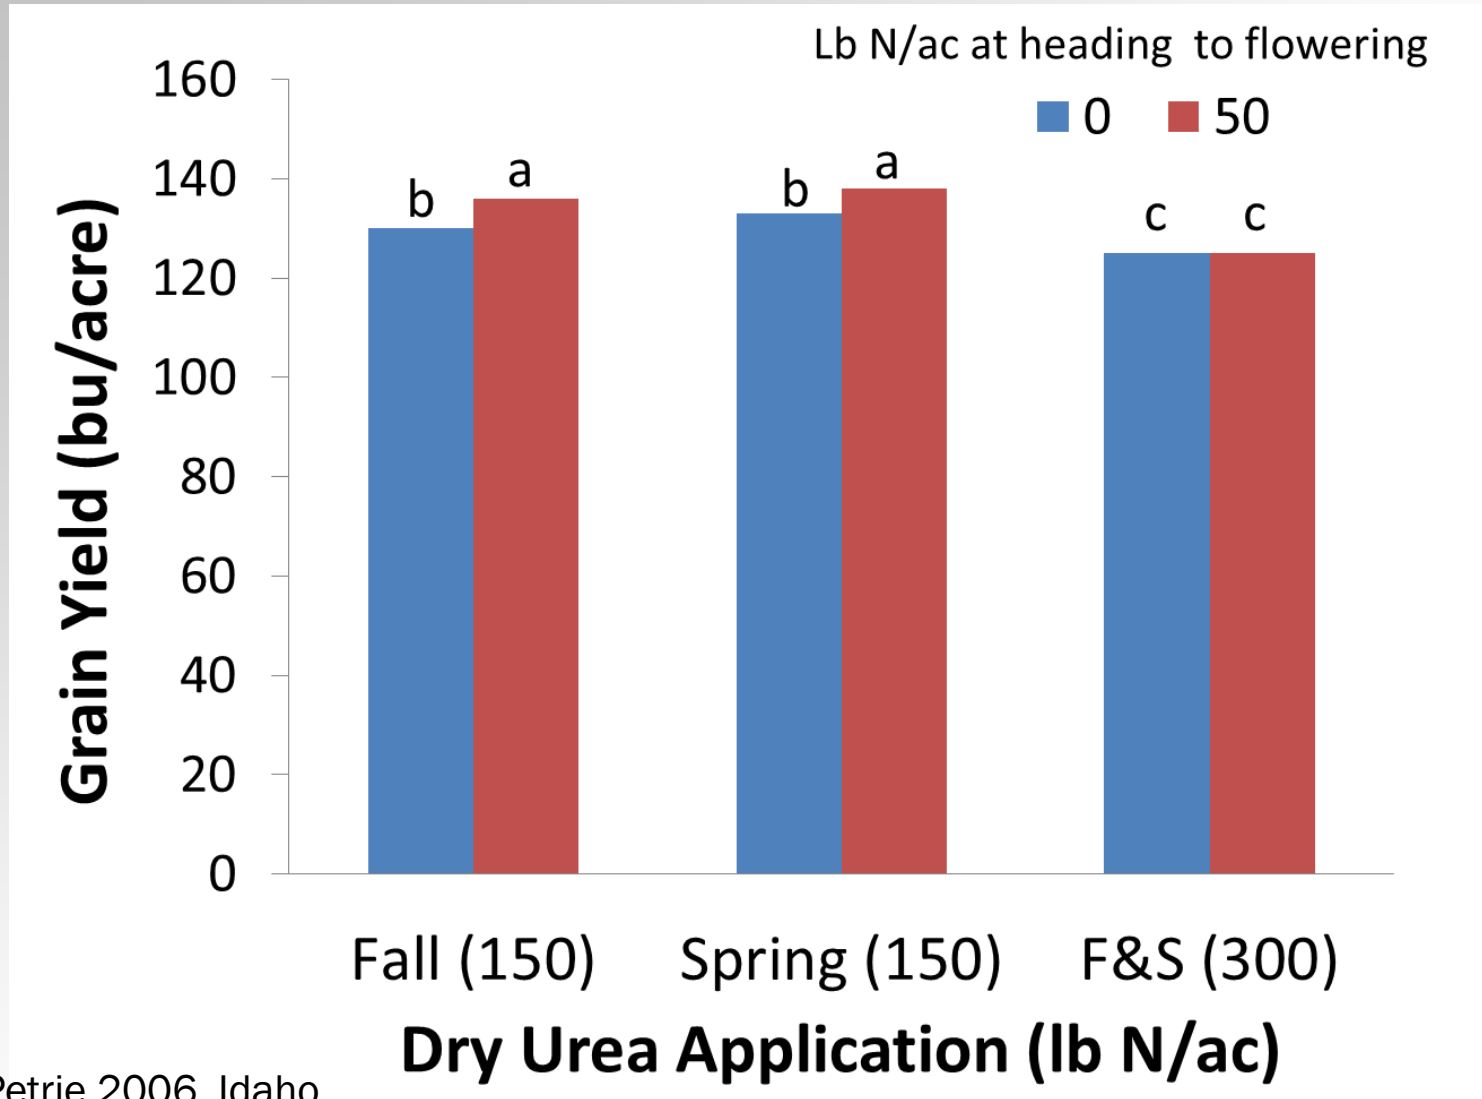 Lb N/ac at heading to flowering
0 50
Grain Yield (bu/acre)
160
140
120
100
80
60
40
20
0
b a b a c c
Fall (150) Spring (150) F&S (300)
Dry Urea Application (lb N/ac)
Petrie 2006, Idaho